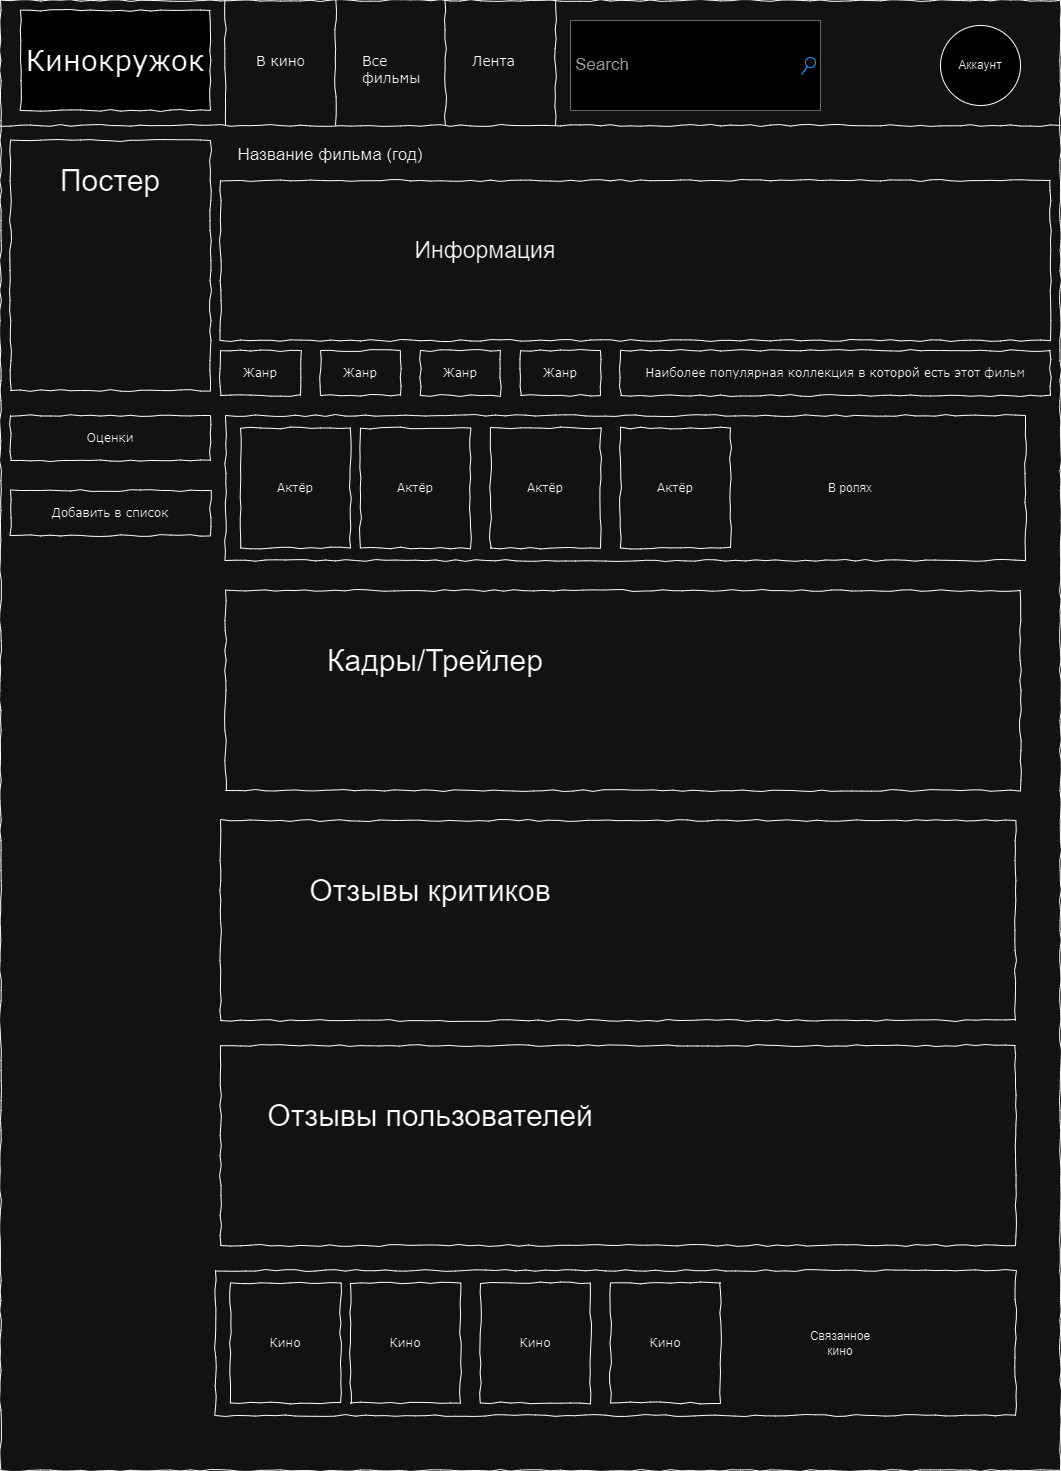 Кинокружок
В кино
Все
фильмы
Лента
Search
Аккаунт
Постер
Название фильма (год)
Информация
Жанр
Жанр
Жанр
Жанр
Наиболее популярная коллекция в которой есть этот фильм
Оценки
Добавить в список
Актёр
Актёр
Актёр
Актёр
В ролях
Кадры/Трейлер
Отзывы критиков
Отзывы пользователей
Кино
Кино
Кино
Кино
Связанное
кино